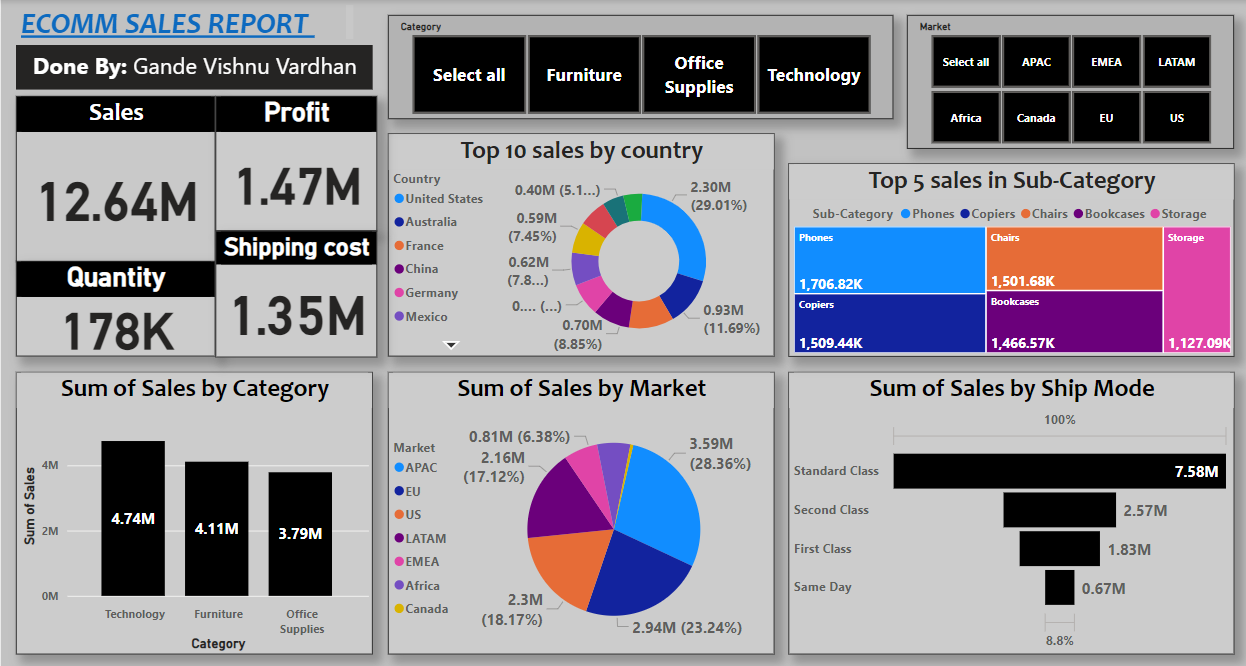 ECOMM SALES REPORT
Done By: Gande Vishnu Vardhan
Sales
12.64M
Profit
1.47M
Quantity
178K
Shipping cost
1.35M
Category
Select all
Furniture
Office
Supplies
Technology
Market
Select all
APAC
EMEA
LATAM
Africa
Canada
EU
US
Top 10 sales by country
Country
United States
Australia
France
China
Germany
Mexico
2.30M
(29.01%)
0.93M
(11.69%)
0.70M
(8.85%)
0.... (...)
0.62M
(7.8...)
0.59M
(7.45%)
0.40M (5.1...)
Top 5 sales in Sub-Category
Sub-Category Phones Copiers Chairs Bookcases Storage
Phones
1,706.82K
Copiers
1,509.44K
Chairs
1,501.68K
Bookcases
1,466.57K
Storage
1,127.09K
Sum of Sales by Category
Sum of Sales
4M
2M
0M
4.74M
4.11M
3.79M
Technology
Furniture
Office
Supplies
Category
Sum of Sales by Market
Market
APAC
EU
US
LATAM
EMEA
Africa
Canada
3.59M
(28.36%)
2.94M (23.24%)
2.3M
(18.17%)
2.16M
(17.12%)
0.81M (6.38%)
Sum of Sales by Ship Mode
100%
Standard Class
7.58M
Second Class
2.57M
First Class
1.83M
Same Day
0.67M
8.8%